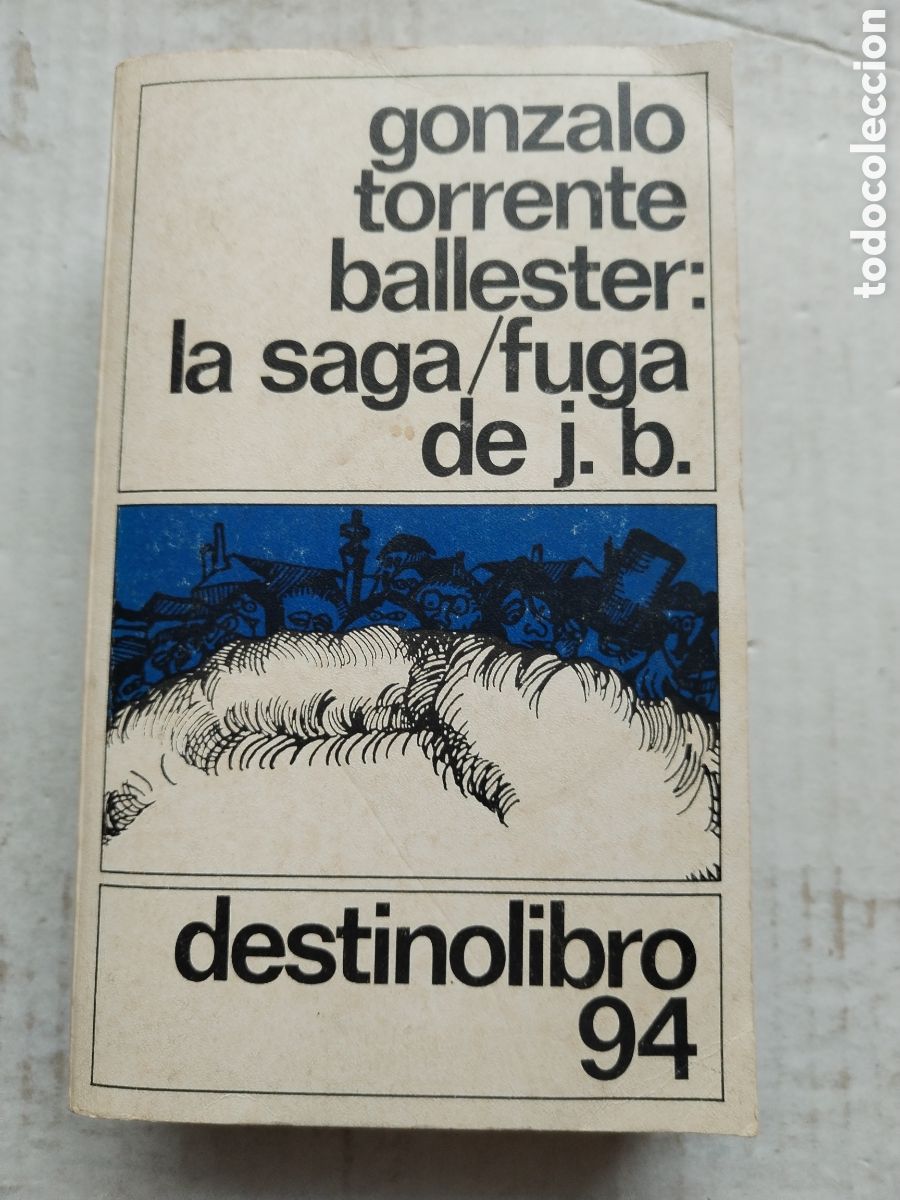 gonzalo
torrente
ballester:
la saga/fuga
de j. b.
destinolibro
94
todocoleccion